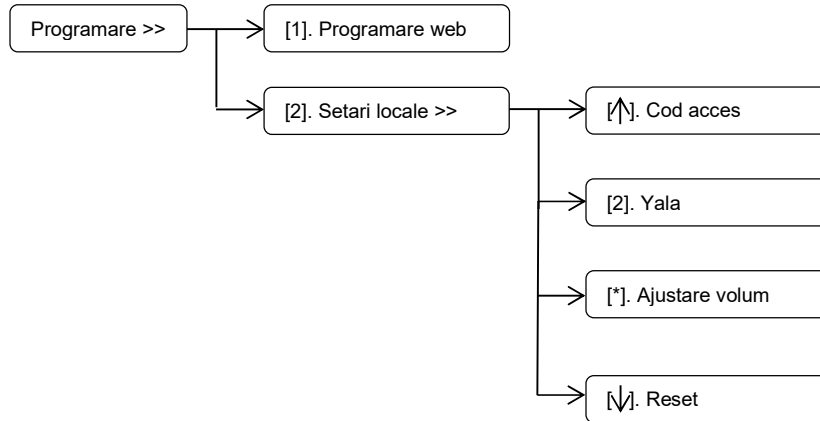 Programare >>
[1]. Programare web
[2]. Setari locale >>
[↑]. Cod acces
[2]. Yala
[*]. Ajustare volum
[↓]. Reset